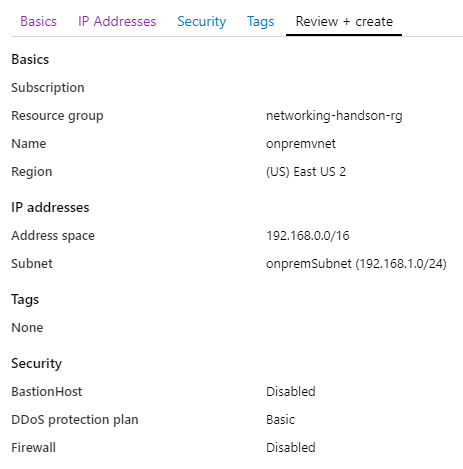 Basics IP Addresses Security Tags Review + create
Basics
Subscription
Resource group networking-handson-rg
Name onpremvnet
Region (US) East US 2
IP addresses
Address space 192.168.0.0/16
Subnet onpremSubnet (192.168.1.0/24)
Tags
None
Security
BastionHost Disabled
DDoS protection plan Basic
Firewall Disabled